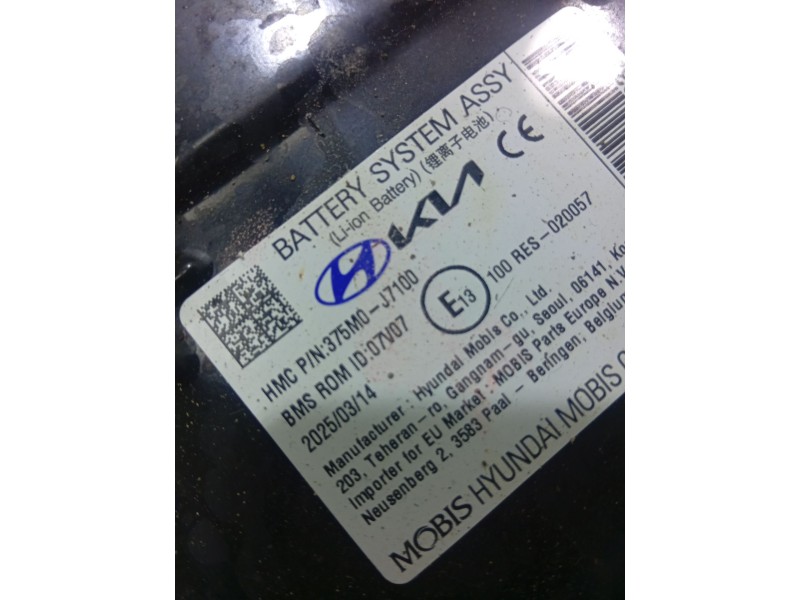 BATTERY SYSTEM ASSY
(Li-ion Battery) (锂离子电池)
KIA CE
HMC P/N:375M0-J7100
BMS ROM ID:07V07
2025/03/14
E13 100 RES-020057
Manufacturer : Hyundai Mobis Co., Ltd.
203, Teheran-ro, Gangnam-gu, Seoul, 06141,
Importer for EU Market : MOBIS Parts Europe N.V.
Neusenberg 2, 3583 Paal - Beringen, Belgium
MOBIS HYUNDAI MOBIS